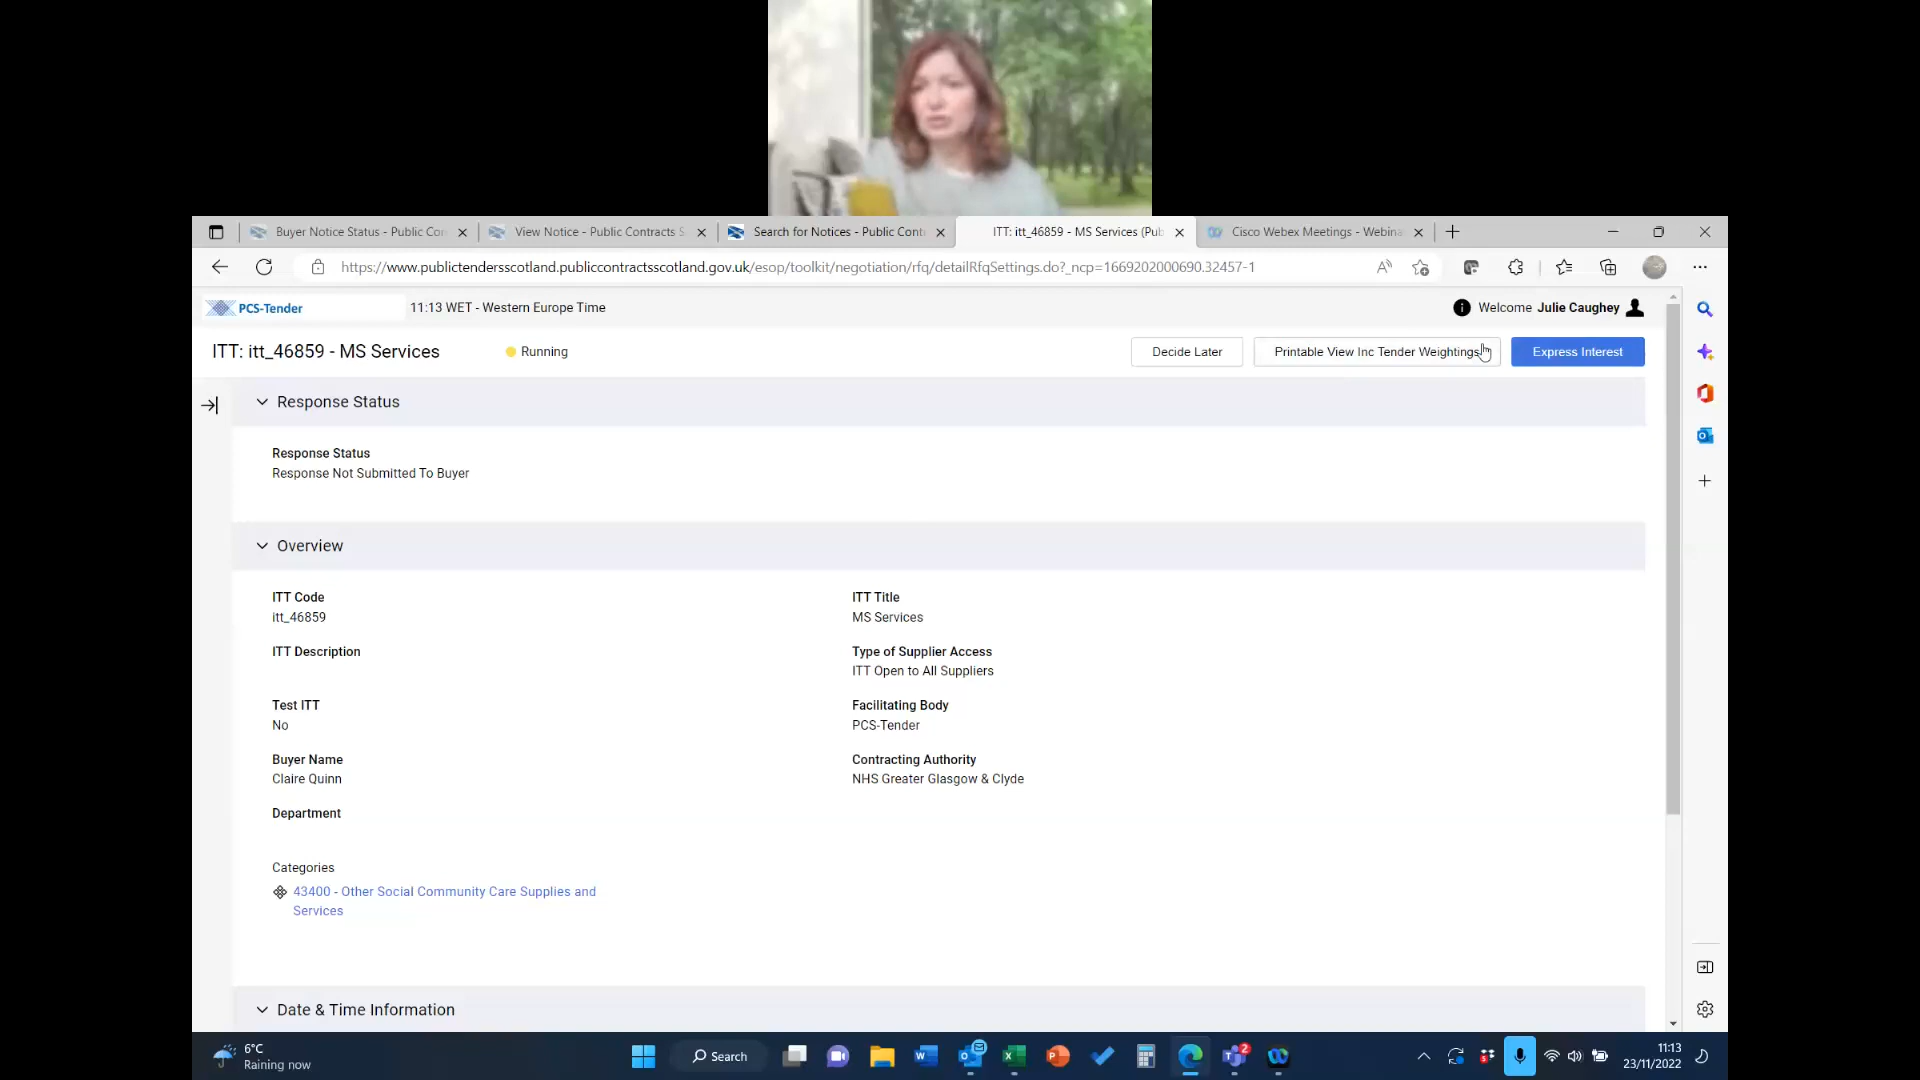 Buyer Notice Status - Public Con
View Notice - Public Contracts S
Search for Notices - Public Cont
ITT: itt_46859 - MS Services (Pub
Cisco Webex Meetings - Webina
https://www.publictendersscotland.publiccontractsscotland.gov.uk/esop/toolkit/negotiation/rfq/detailRfqSettings.do?_ncp=1669202000690.32457-1
PCS-Tender
11:13 WET - Western Europe Time
Welcome Julie Caughey
ITT: itt_46859 - MS Services
Running
Decide Later
Printable View Inc Tender Weightings
Express Interest
Response Status
Response Status
Response Not Submitted To Buyer
Overview
ITT Code
itt_46859
ITT Title
MS Services
ITT Description
Type of Supplier Access
ITT Open to All Suppliers
Test ITT
No
Facilitating Body
PCS-Tender
Buyer Name
Claire Quinn
Contracting Authority
NHS Greater Glasgow & Clyde
Department
Categories
43400 - Other Social Community Care Supplies and
Services
Date & Time Information
6°C
Raining now
Search
2
11:13
23/11/2022